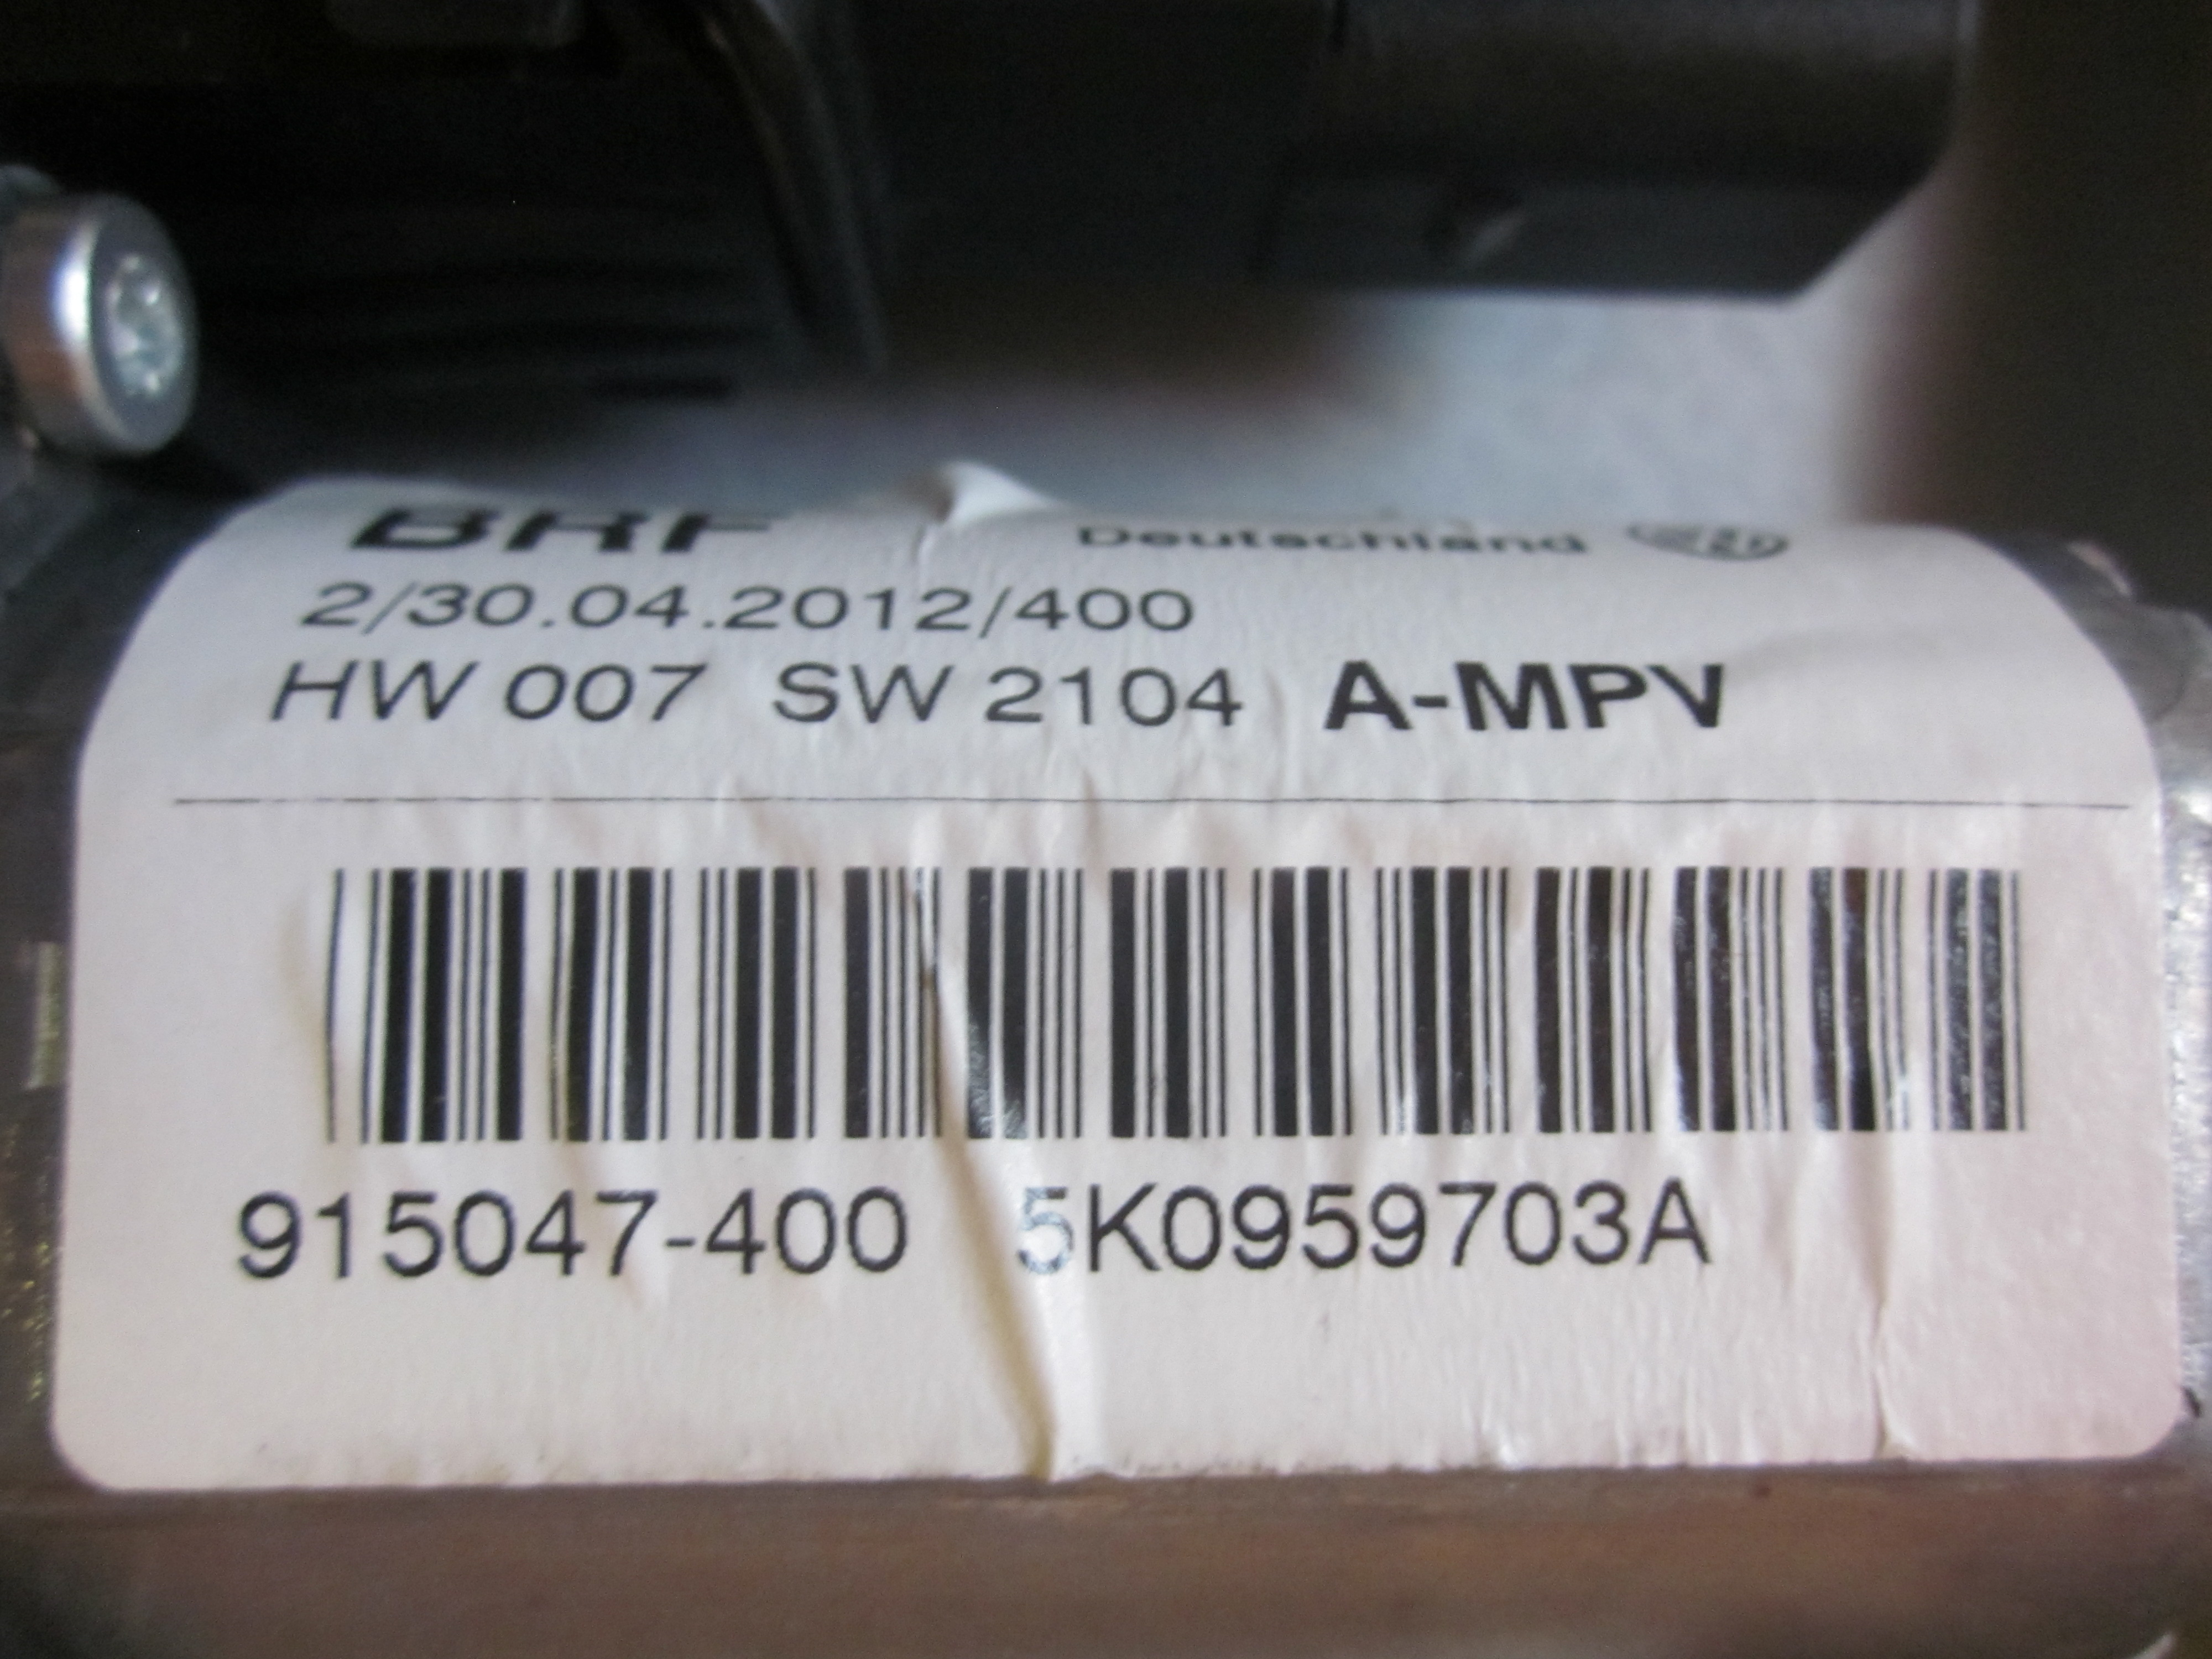 Deutschland
2/30.04.2012/400
HW 007 SW 2104 A-MPV
915047-400 5K0959703A